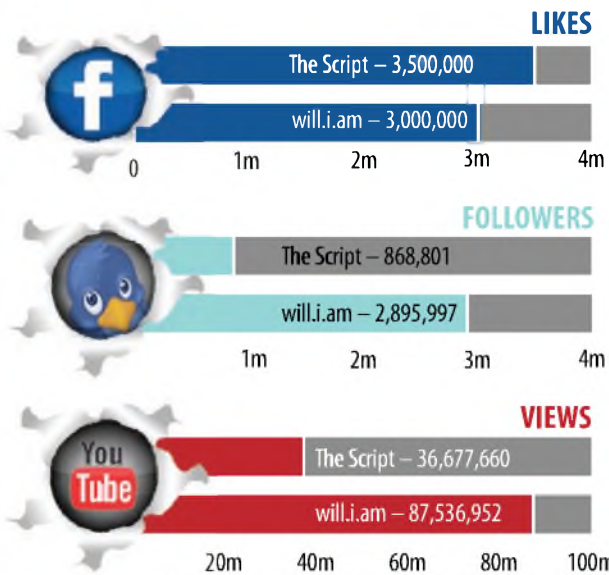 LIKES
f
The Script – 3,500,000
will.i.am – 3,000,000
0 1m 2m 3m 4m
FOLLOWERS
The Script – 868,801
will.i.am – 2,895,997
1m 2m 3m 4m
VIEWS
You
Tube
The Script – 36,677,660
will.i.am – 87,536,952
20m 40m 60m 80m 100m